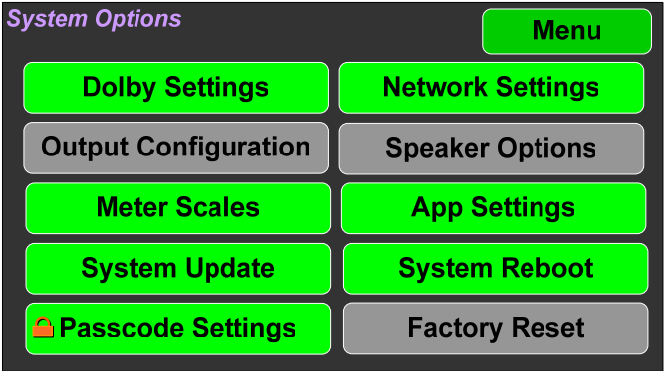 System Options
Menu
Dolby Settings
Network Settings
Output Configuration
Speaker Options
Meter Scales
App Settings
System Update
System Reboot
Passcode Settings
Factory Reset